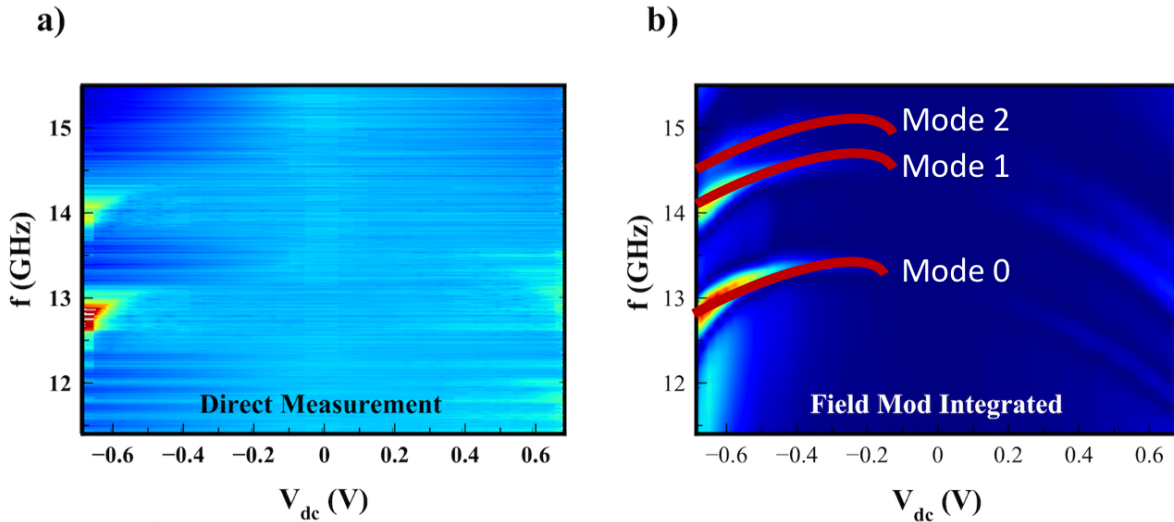 a)
f (GHz)
15
14
13
12
Direct Measurement
−0.6
−0.4
−0.2
0
0.2
0.4
0.6
V_dc (V)
b)
f (GHz)
15
14
13
12
Mode 2
Mode 1
Mode 0
Field Mod Integrated
−0.6
−0.4
−0.2
0
0.2
0.4
0.6
V_dc (V)